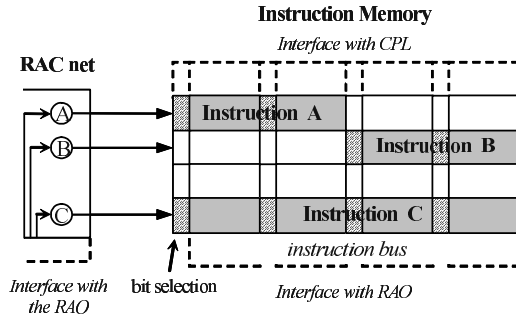 Instruction Memory
Interface with CPL
RAC net
A
Instruction A
B
Instruction B
C
Instruction C
instruction bus
Interface with
the RAO
bit selection
Interface with RAO